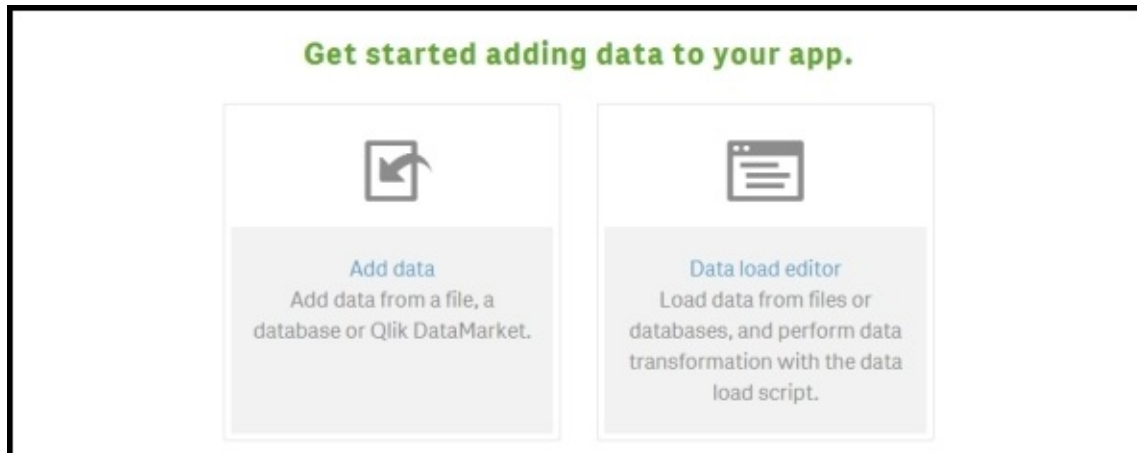 Get started adding data to your app.
Add data
Add data from a file, a
database or Qlik DataMarket.
Data load editor
Load data from files or
databases, and perform data
transformation with the data
load script.